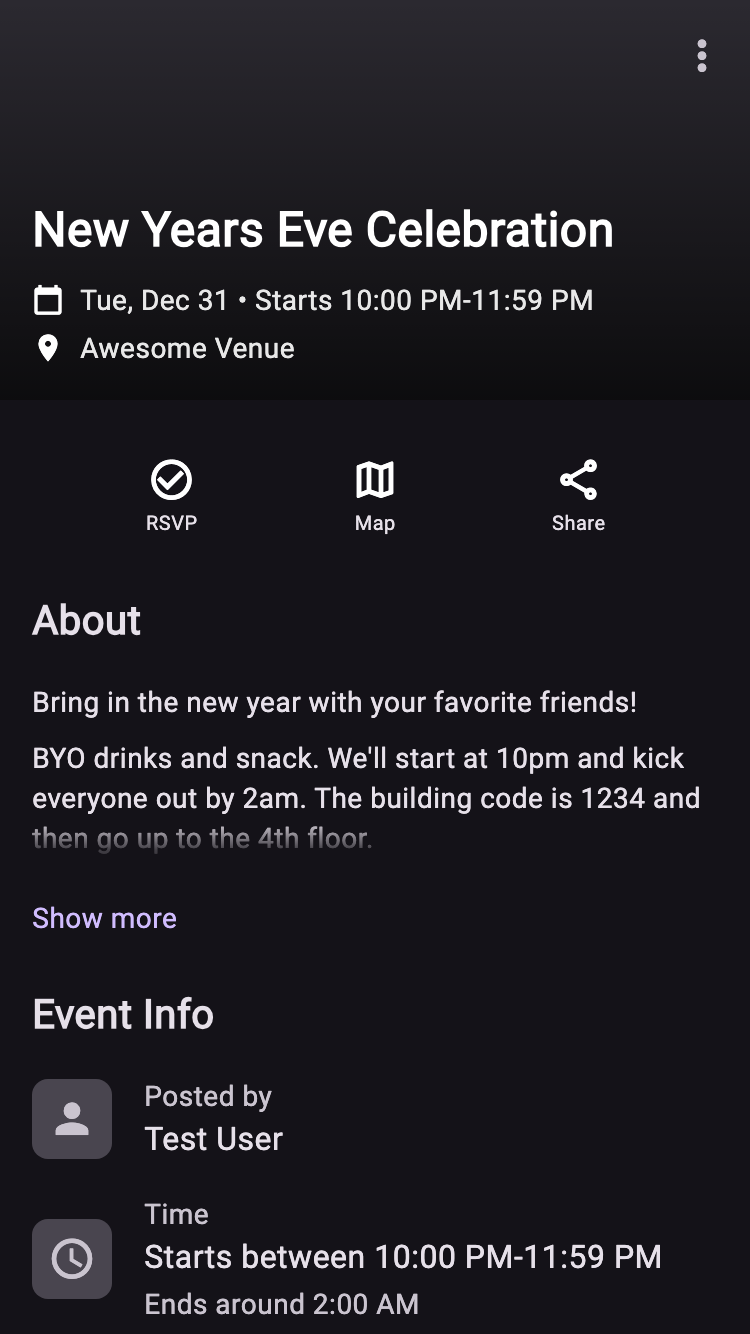 New Years Eve Celebration
Tue, Dec 31 • Starts 10:00 PM-11:59 PM
Awesome Venue
RSVP
Map
Share
About
Bring in the new year with your favorite friends!
BYO drinks and snack. We'll start at 10pm and kick
everyone out by 2am. The building code is 1234 and
then go up to the 4th floor.
Show more
Event Info
Posted by
Test User
Time
Starts between 10:00 PM-11:59 PM
Ends around 2:00 AM